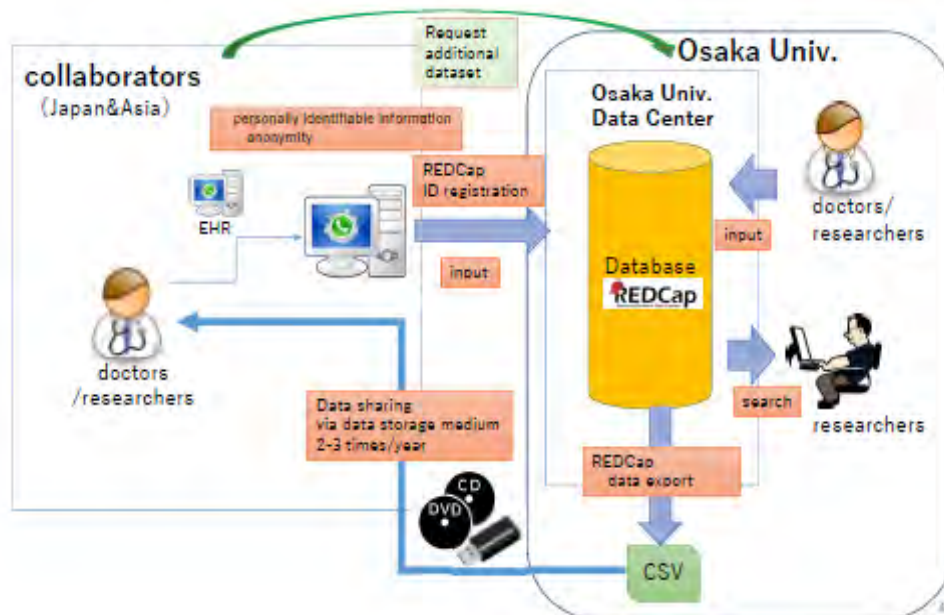 Request
additional
dataset
Osaka Univ.
collaborators
(Japan&Asia)
Osaka Univ.
Data Center
personally identifiable information
anonymity
REDCap
ID registration
EHR
doctors/
researchers
input
input
Database
REDCap
doctors
/researchers
Data sharing
via data storage medium
2-3 times/year
search
researchers
REDCap
data export
CD
DVD
CSV